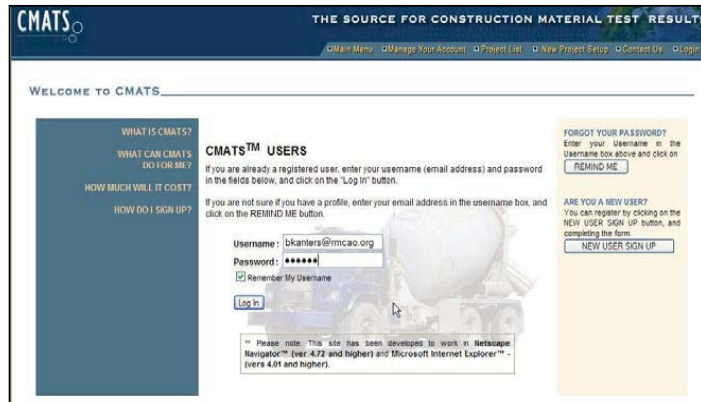 CMATS
THE SOURCE FOR CONSTRUCTION MATERIAL TEST RESULTS
Main Menu Manage Your Account Project List New Project Setup Contact Us Login
WELCOME TO CMATS
WHAT IS CMATS?
WHAT CAN CMATS
DO FOR ME?
HOW MUCH WILL IT COST?
HOW DO I SIGN UP?
CMATS™ USERS
If you are already a registered user, enter your username (email address) and password
in the fields below, and click on the "Log In" button.
If you are not sure if you have a profile, enter your email address in the username box, and
click on the REMIND ME button.
Username: bkanters@rmcao.org
Password: ●●●●●●
Remember My Username
Log In
** Please note: This site has been developed to work in Netscape
Navigator™ (ver 4.72 and higher) and Microsoft Internet Explorer™ -
(vers 4.01 and higher).
FORGOT YOUR PASSWORD?
Enter your Username in the
Username box above and click on
REMIND ME
ARE YOU A NEW USER?
You can register by clicking on the
NEW USER SIGN UP button, and
completing the form.
NEW USER SIGN UP